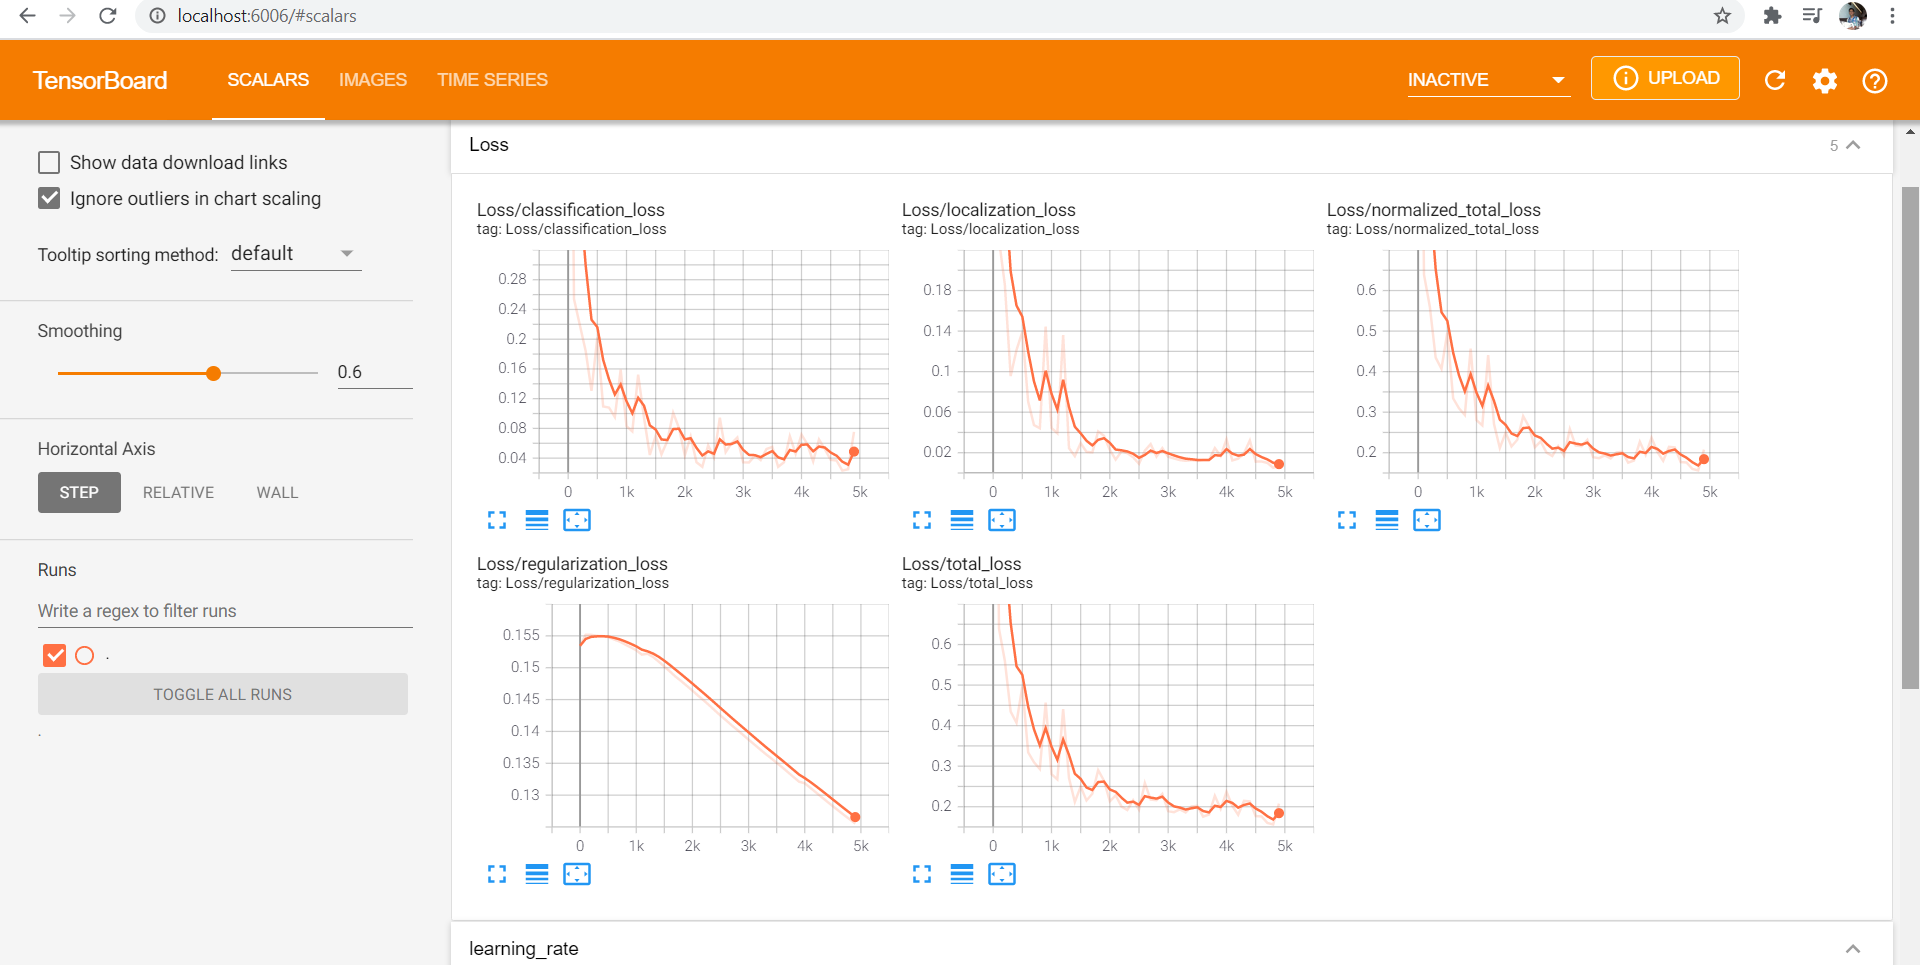 localhost:6006/#scalars
TensorBoard SCALARS IMAGES TIME SERIES INACTIVE UPLOAD
Show data download links
Ignore outliers in chart scaling
Tooltip sorting method: default
Smoothing
0.6
Horizontal Axis
STEP RELATIVE WALL
Runs
Write a regex to filter runs
.
TOGGLE ALL RUNS
.
Loss 5
Loss/classification_loss
tag: Loss/classification_loss
0.28
0.24
0.2
0.16
0.12
0.08
0.04
0 1k 2k 3k 4k 5k
Loss/localization_loss
tag: Loss/localization_loss
0.18
0.14
0.1
0.06
0.02
0 1k 2k 3k 4k 5k
Loss/normalized_total_loss
tag: Loss/normalized_total_loss
0.6
0.5
0.4
0.3
0.2
0 1k 2k 3k 4k 5k
Loss/regularization_loss
tag: Loss/regularization_loss
0.155
0.15
0.145
0.14
0.135
0.13
0 1k 2k 3k 4k 5k
Loss/total_loss
tag: Loss/total_loss
0.6
0.5
0.4
0.3
0.2
0 1k 2k 3k 4k 5k
learning_rate